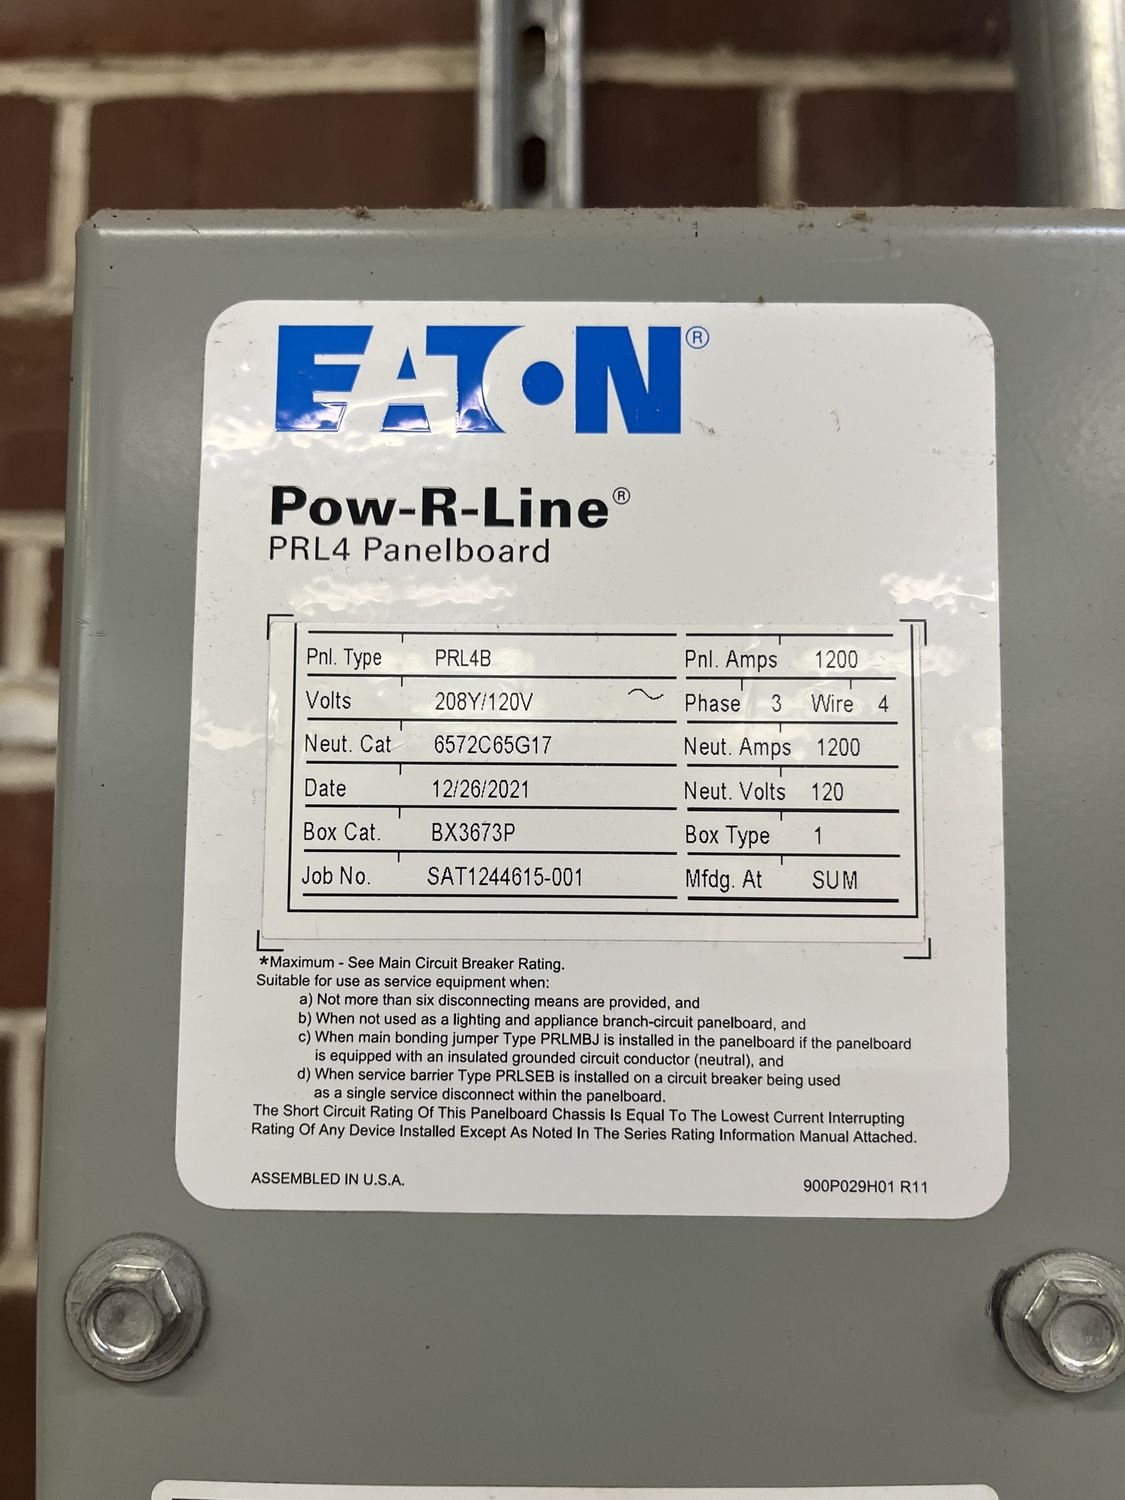 EATON®
Pow-R-Line®
PRL4 Panelboard
Pnl. Type PRL4B Pnl. Amps 1200
Volts 208Y/120V ~ Phase 3 Wire 4
Neut. Cat 6572C65G17 Neut. Amps 1200
Date 12/26/2021 Neut. Volts 120
Box Cat. BX3673P Box Type 1
Job No. SAT1244615-001 Mfdg. At SUM
*Maximum - See Main Circuit Breaker Rating.
Suitable for use as service equipment when:
a) Not more than six disconnecting means are provided, and
b) When not used as a lighting and appliance branch-circuit panelboard, and
c) When main bonding jumper Type PRLMBJ is installed in the panelboard if the panelboard
is equipped with an insulated grounded circuit conductor (neutral), and
d) When service barrier Type PRLSEB is installed on a circuit breaker being used
as a single service disconnect within the panelboard.
The Short Circuit Rating Of This Panelboard Chassis Is Equal To The Lowest Current Interrupting
Rating Of Any Device Installed Except As Noted In The Series Rating Information Manual Attached.
ASSEMBLED IN U.S.A. 900P029H01 R11